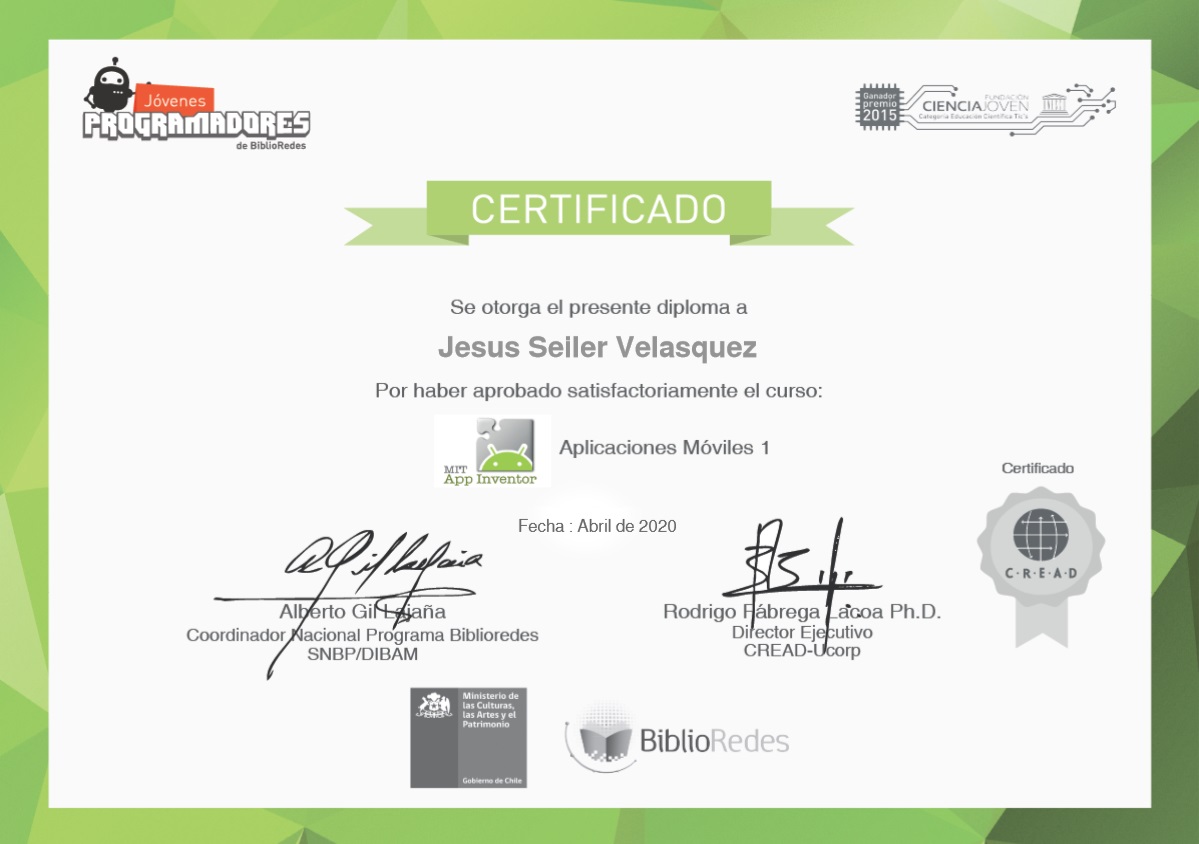 Jóvenes
PROGRAMADORES
de BiblioRedes
Ganador
premio
2015
FUNDACIÓN
CIENCIAJOVEN
Categoría Educación Científica Tic's
CERTIFICADO
Se otorga el presente diploma a
Jesus Seiler Velasquez
Por haber aprobado satisfactoriamente el curso:
MIT
App Inventor
Aplicaciones Móviles 1
Fecha : Abril de 2020
Certificado
C·R·E·A·D
Alberto Gil Lajaña
Coordinador Nacional Programa Biblioredes
SNBP/DIBAM
Rodrigo Fábrega Lacoa Ph.D.
Director Ejecutivo
CREAD-Ucorp
Ministerio de
las Culturas,
las Artes y el
Patrimonio
Gobierno de Chile
BiblioRedes